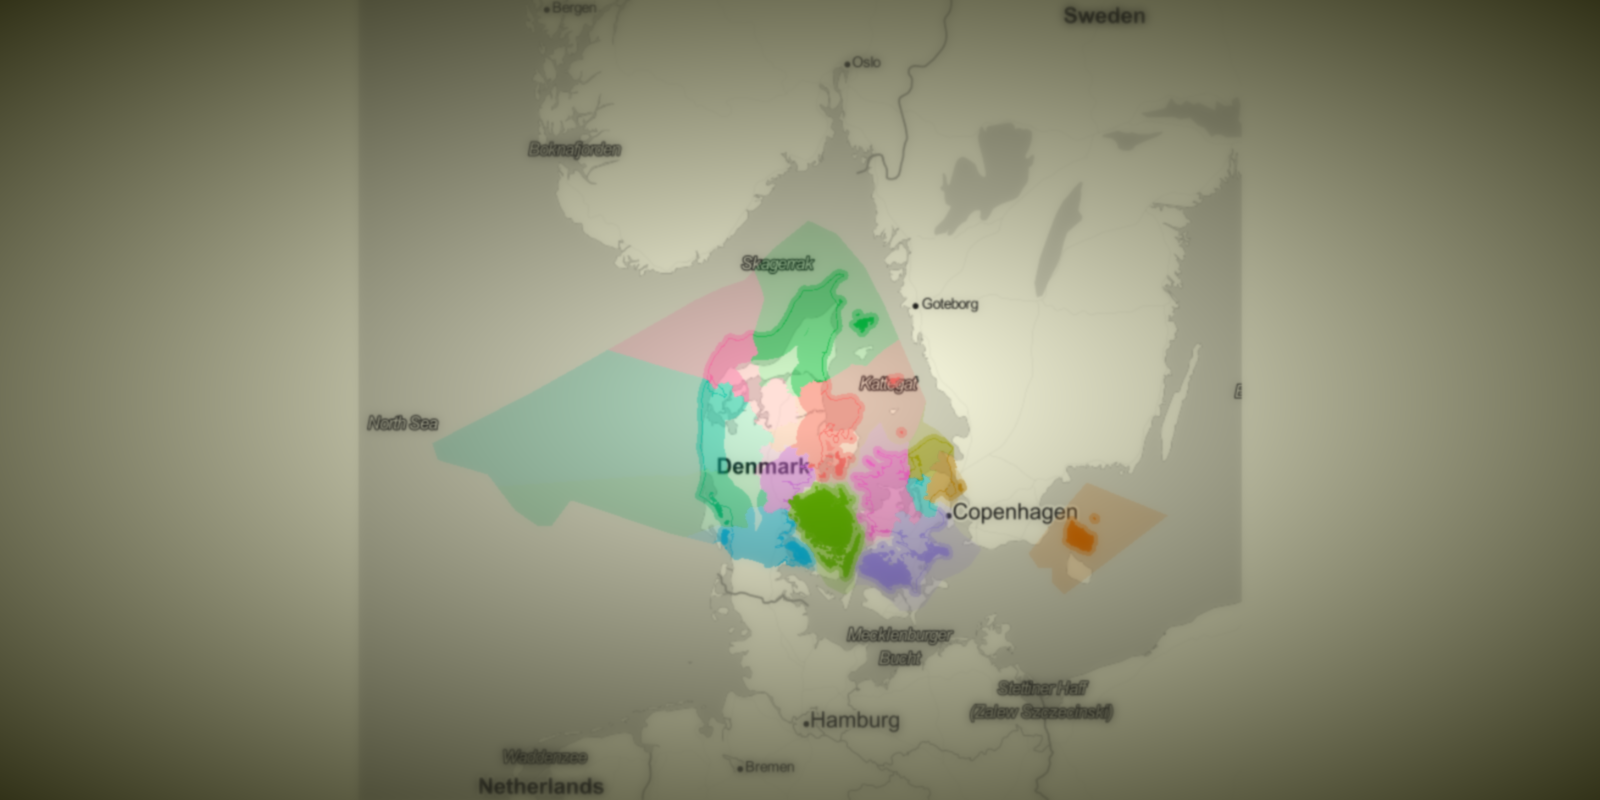 Bergen
Sweden
Oslo
Boknafjorden
Skagerrak
Goteborg
Kattegat
North Sea
Denmark
Copenhagen
Mecklenburger
Bucht
Stettiner Haff
(Zalew Szczecinski)
Hamburg
Waddenzee
Bremen
Netherlands